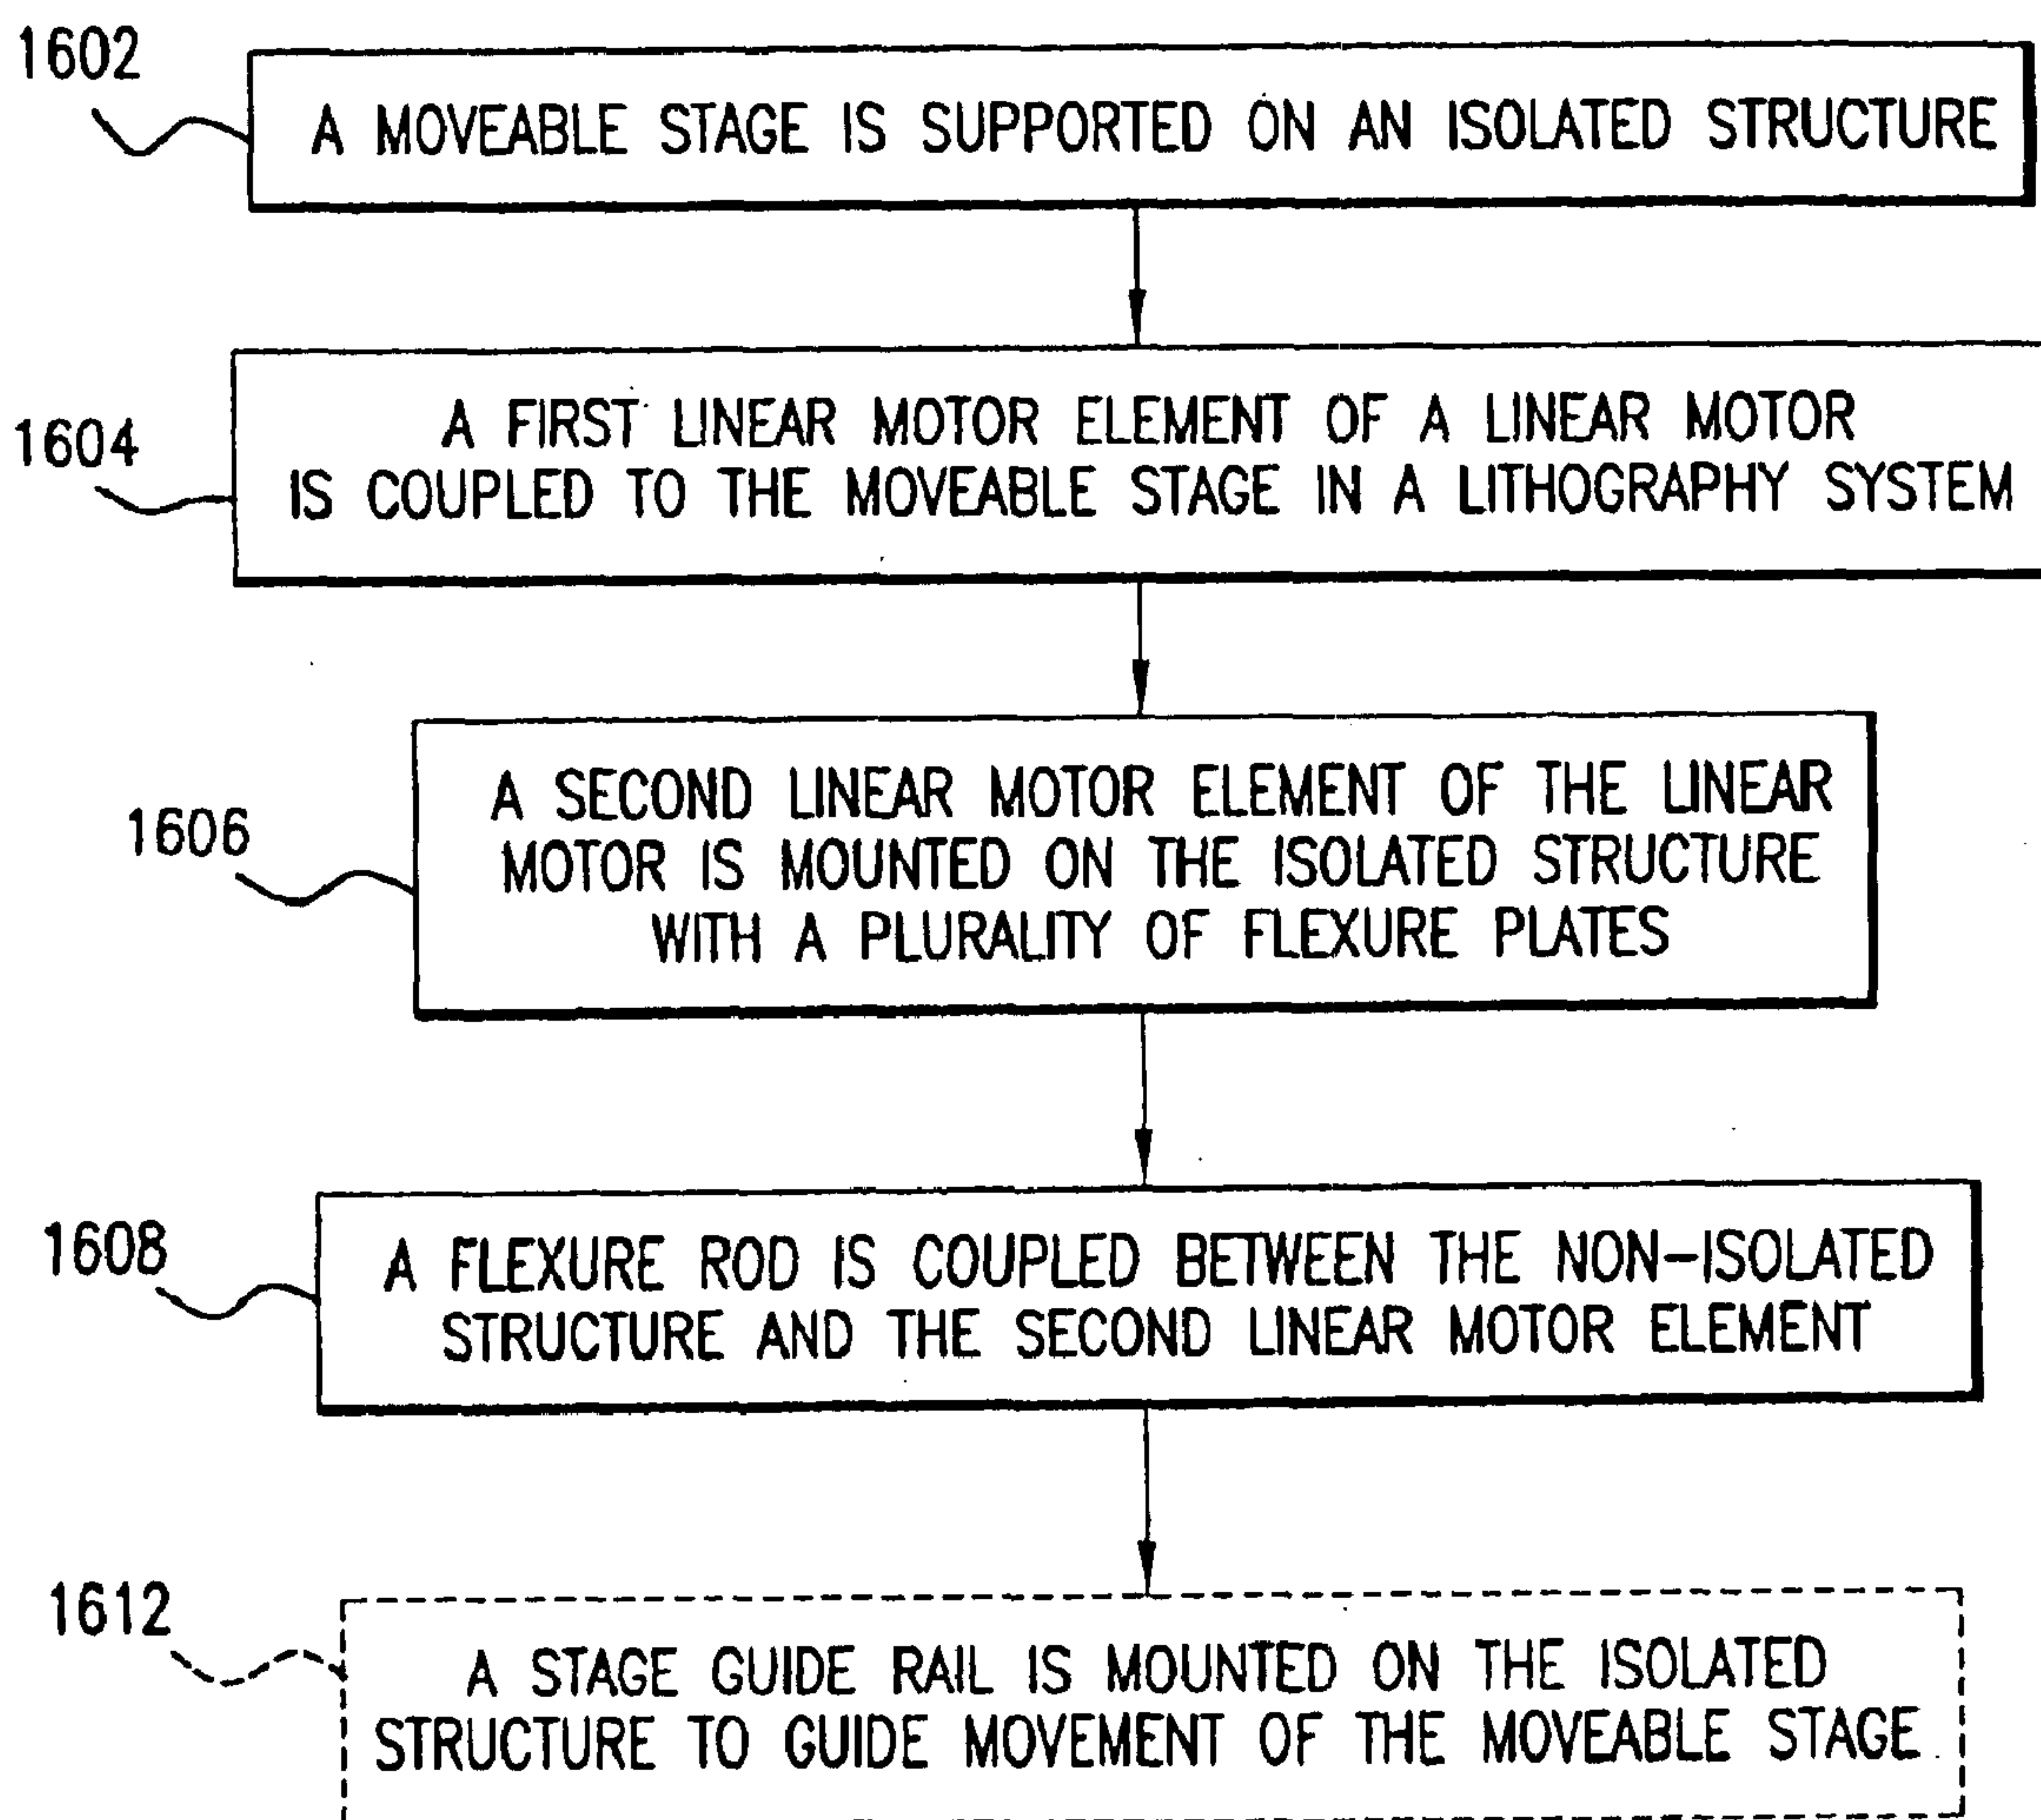 1602
A MOVEABLE STAGE IS SUPPORTED ON AN ISOLATED STRUCTURE
1604
A FIRST LINEAR MOTOR ELEMENT OF A LINEAR MOTOR
IS COUPLED TO THE MOVEABLE STAGE IN A LITHOGRAPHY SYSTEM
1606
A SECOND LINEAR MOTOR ELEMENT OF THE LINEAR
MOTOR IS MOUNTED ON THE ISOLATED STRUCTURE
WITH A PLURALITY OF FLEXURE PLATES
1608
A FLEXURE ROD IS COUPLED BETWEEN THE NON-ISOLATED
STRUCTURE AND THE SECOND LINEAR MOTOR ELEMENT
1612
A STAGE GUIDE RAIL IS MOUNTED ON THE ISOLATED
STRUCTURE TO GUIDE MOVEMENT OF THE MOVEABLE STAGE